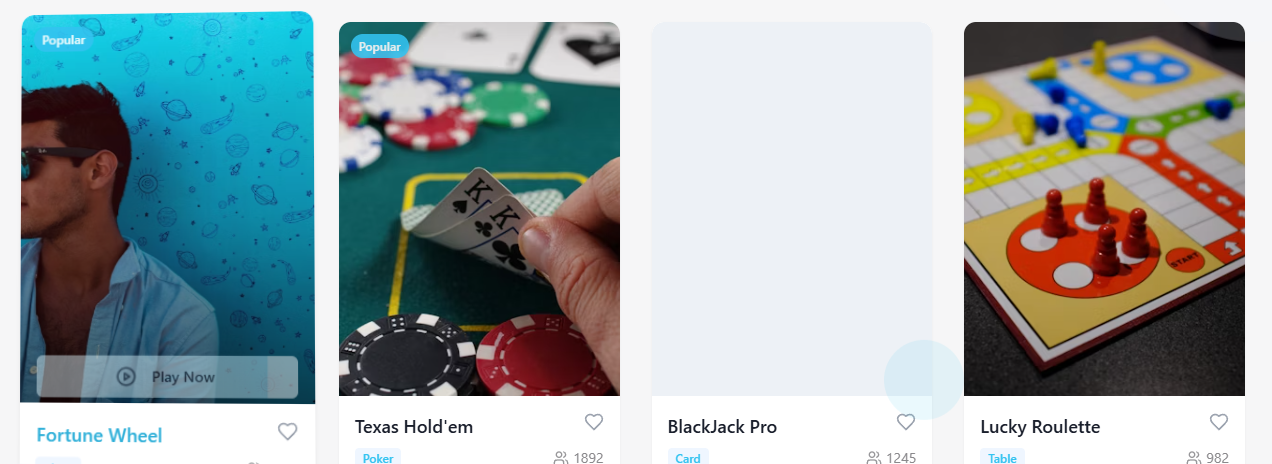 Popular
Play Now
Fortune Wheel
Popular
K
K
Texas Hold'em
Poker
1892
BlackJack Pro
Card
1245
START
Lucky Roulette
Table
982